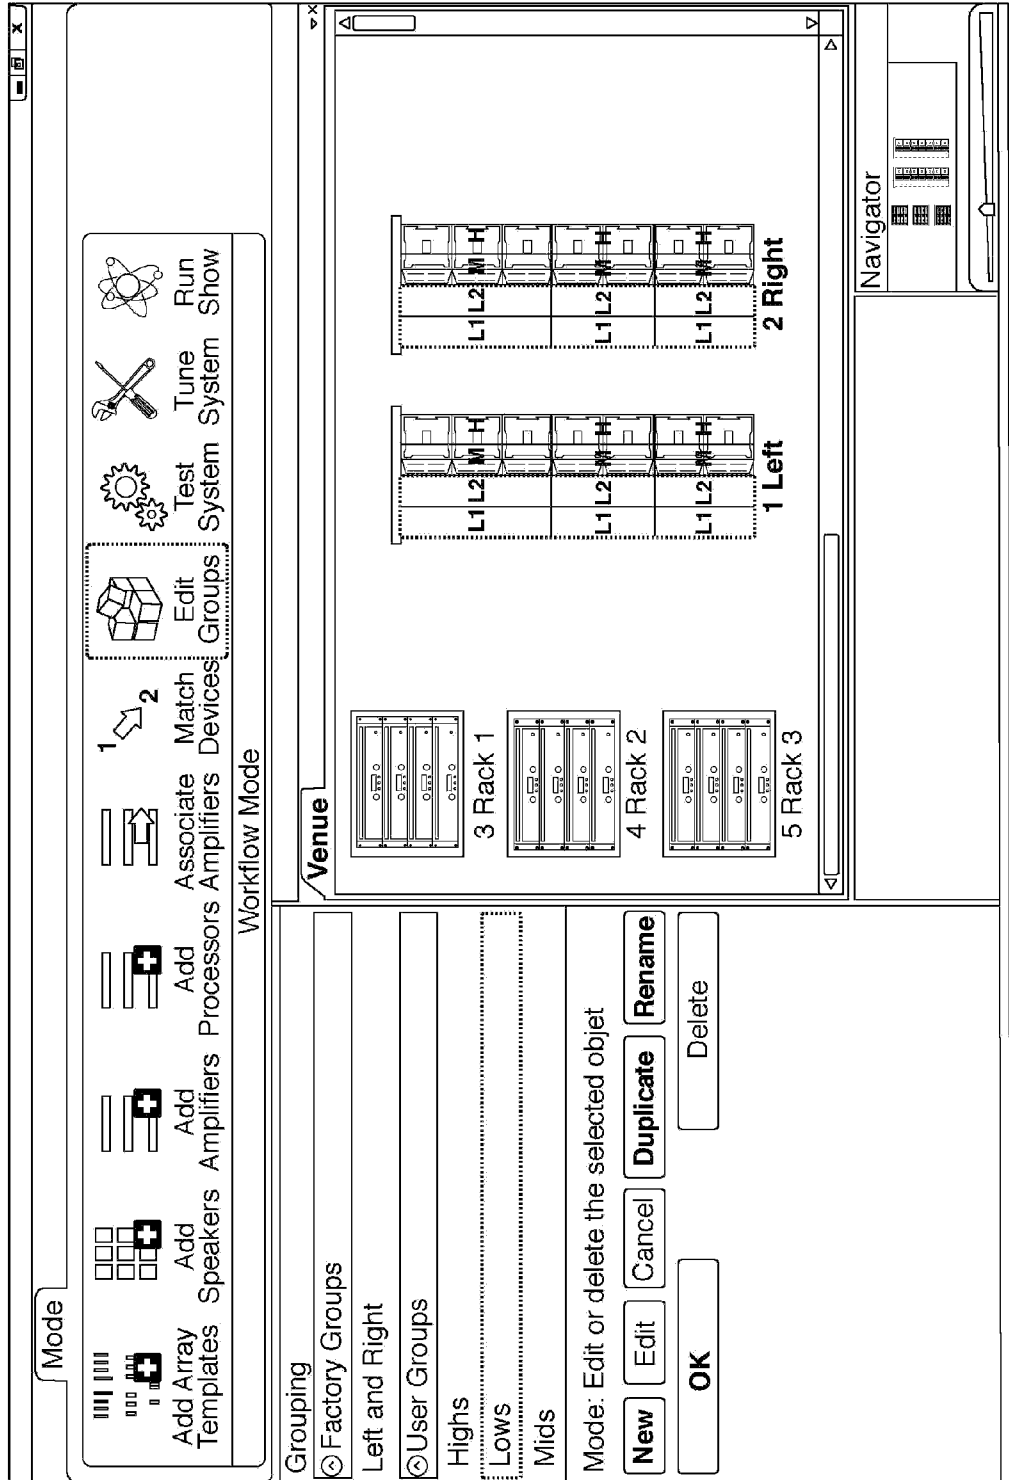 Mode
Add Array
Templates
Add
Speakers
Add
Amplifiers
Add
Processors
Associate
Amplifiers
1
2
Match
Devices
Edit
Groups
Test
System
Tune
System
Run
Show
Workflow Mode
Grouping
Factory Groups
Left and Right
User Groups
Highs
Lows
Mids
Mode: Edit or delete the selected objet
New Edit Cancel Duplicate Rename
OK Delete
Venue
3 Rack 1
4 Rack 2
5 Rack 3
L1 L2 M H
L1 L2 M H
L1 L2 M H
1 Left
L1 L2 M H
L1 L2 M H
L1 L2 M H
2 Right
Navigator